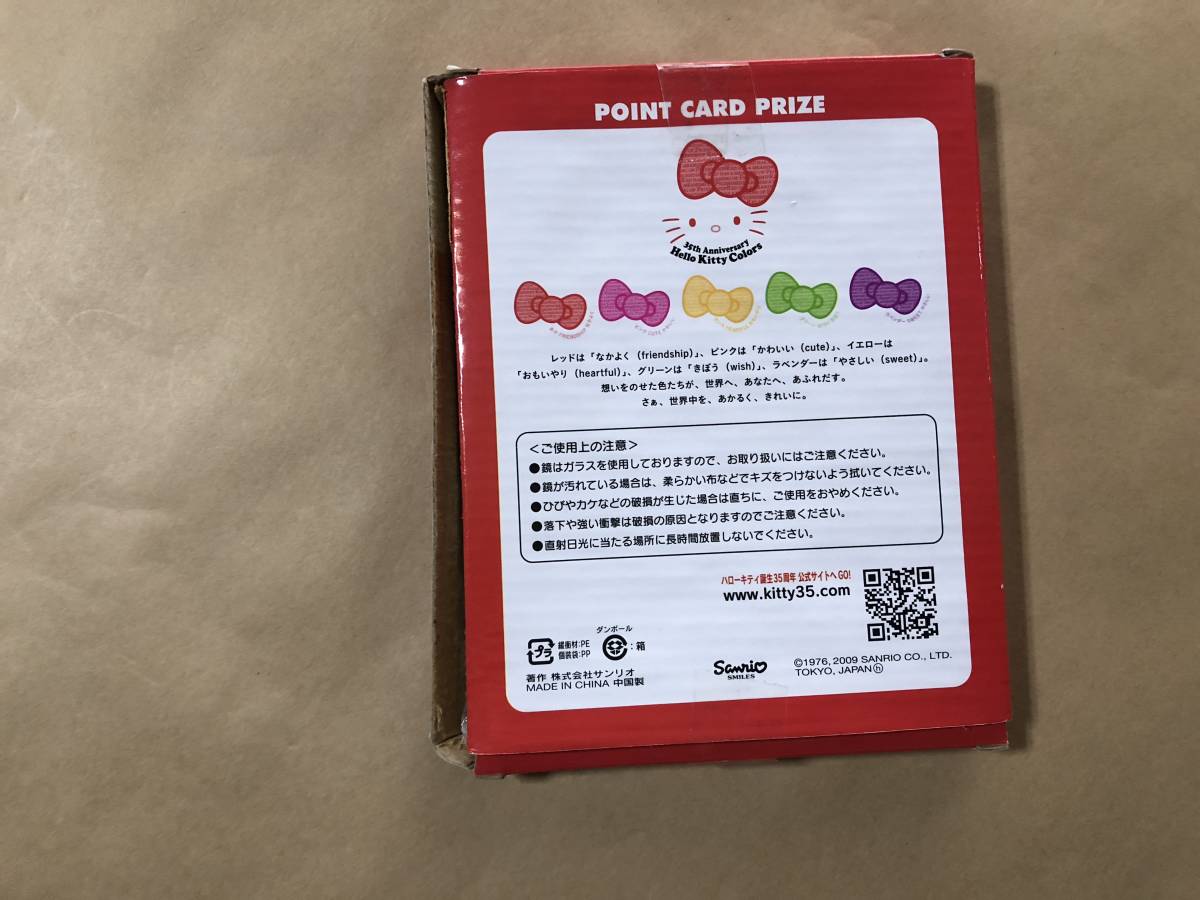 POINT CARD PRIZE
35th Anniversary
Hello Kitty Colors
レッドは「なかよく (friendship)」、ピンクは「かわいい (cute)」、イエローは
「おもいやり (heartful)」、グリーンは「きぼう (wish)」、ラベンダーは「やさしい (sweet)」。
想いをのせた色たちが、世界へ、あなたへ、あふれだす。
さぁ、世界中を、あかるく、きれいに。
＜ご使用上の注意＞
●鏡はガラスを使用しておりますので、お取り扱いにはご注意ください。
●鏡が汚れている場合は、柔らかい布などでキズをつけないよう拭いてください。
●ひびやカケなどの破損が生じた場合は直ちに、ご使用をおやめください。
●落下や強い衝撃は破損の原因となりますのでご注意ください。
●直射日光に当たる場所に長時間放置しないでください。
ハローキティ誕生35周年 公式サイトへ GO!
www.kitty35.com
ダンボール
プラ
緩衝材:PE
個装袋:PP
:箱
著作 株式会社サンリオ
MADE IN CHINA 中国製
Sanrio
SMILES
©1976, 2009 SANRIO CO., LTD.
TOKYO, JAPAN ⓗ